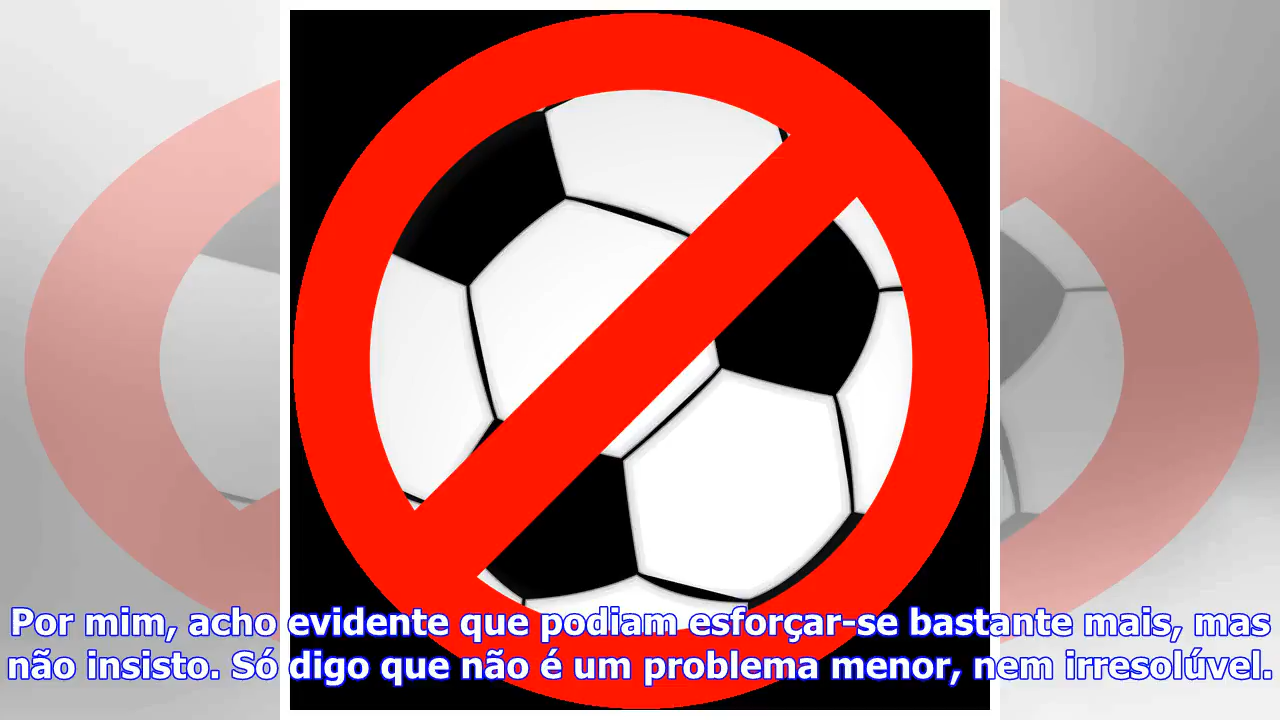 Por mim, acho evidente que podiam esforçar-se bastante mais, mas
não insisto. Só digo que não é um problema menor, nem irresolúvel.